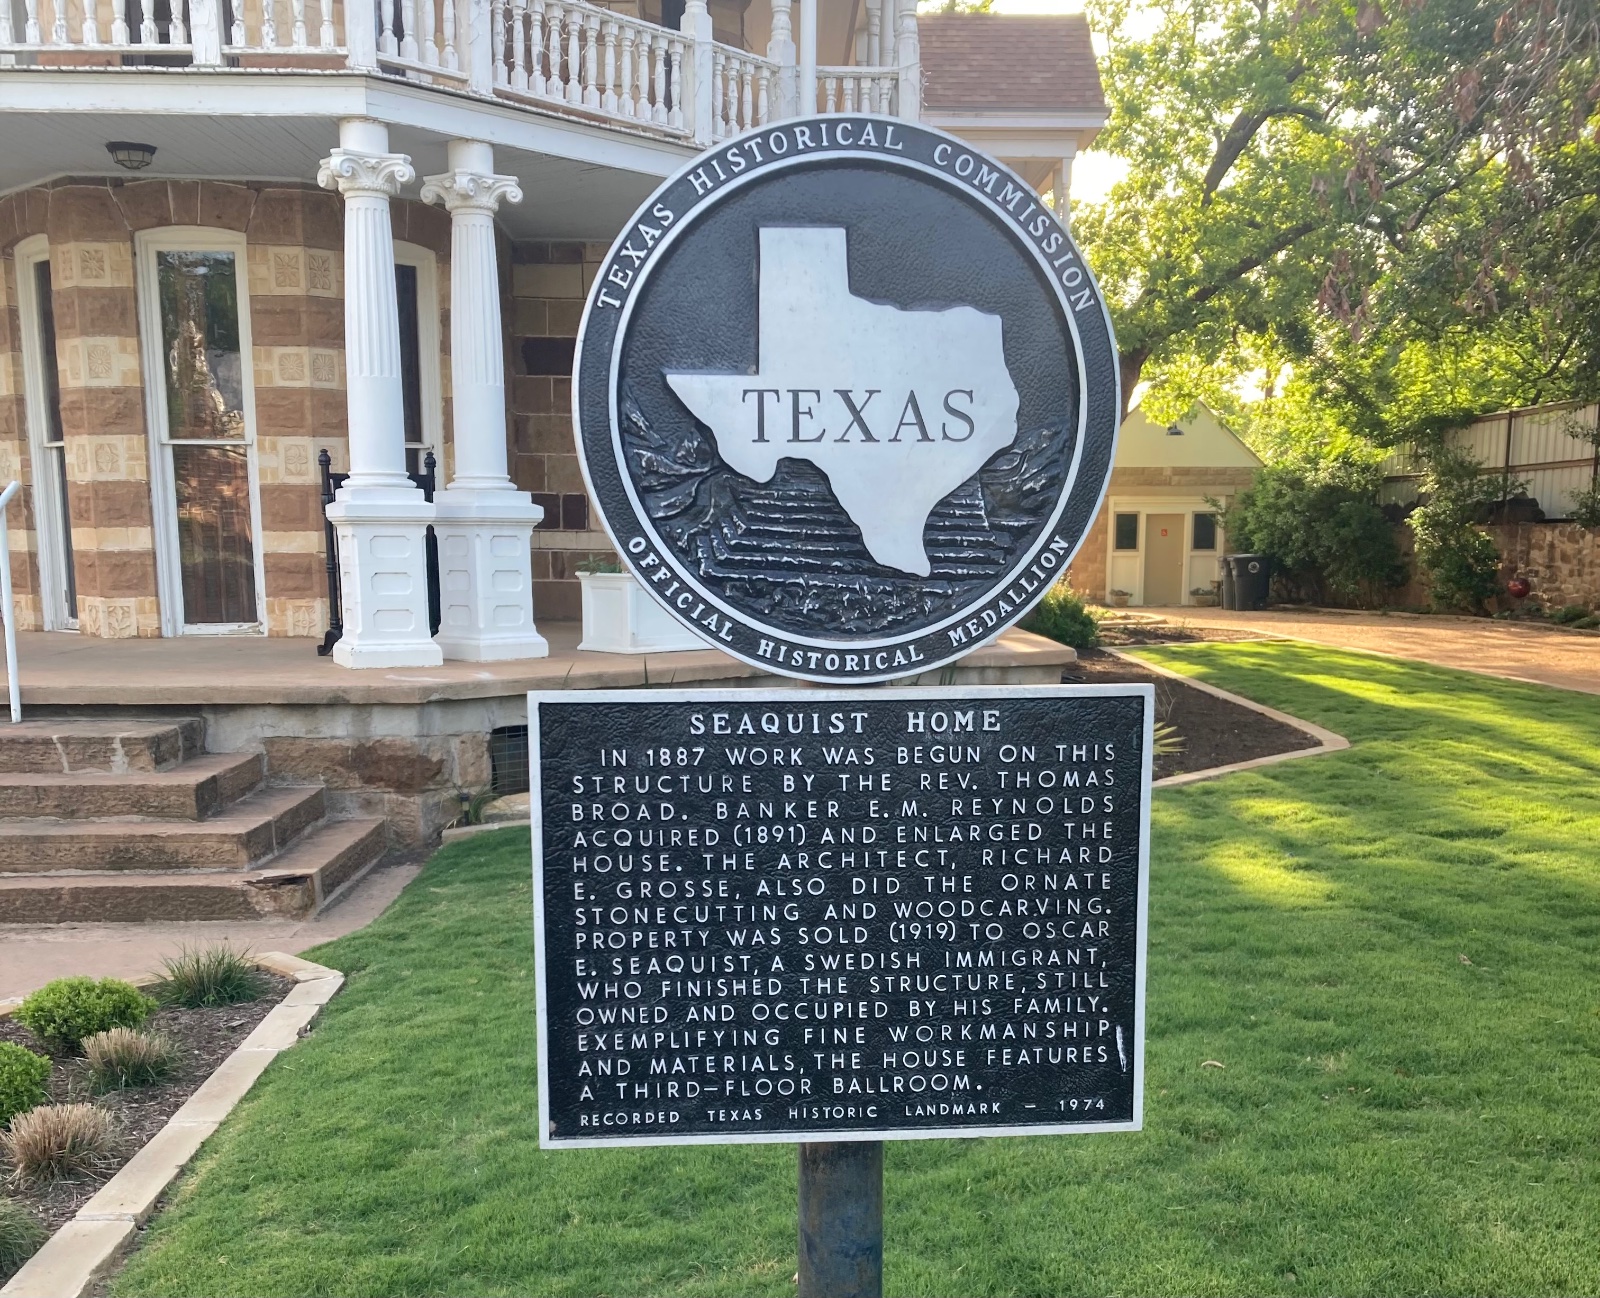 TEXAS HISTORICAL COMMISSION
TEXAS
OFFICIAL HISTORICAL MEDALLION
SEAQUIST HOME
IN 1887 WORK WAS BEGUN ON THIS
STRUCTURE BY THE REV. THOMAS
BROAD. BANKER E.M. REYNOLDS
ACQUIRED (1891) AND ENLARGED THE
HOUSE. THE ARCHITECT, RICHARD
E. GROSSE, ALSO DID THE ORNATE
STONECUTTING AND WOODCARVING.
PROPERTY WAS SOLD (1919) TO OSCAR
E. SEAQUIST, A SWEDISH IMMIGRANT,
WHO FINISHED THE STRUCTURE, STILL
OWNED AND OCCUPIED BY HIS FAMILY.
EXEMPLIFYING FINE WORKMANSHIP
AND MATERIALS, THE HOUSE FEATURES
A THIRD-FLOOR BALLROOM.
RECORDED TEXAS HISTORIC LANDMARK - 1974